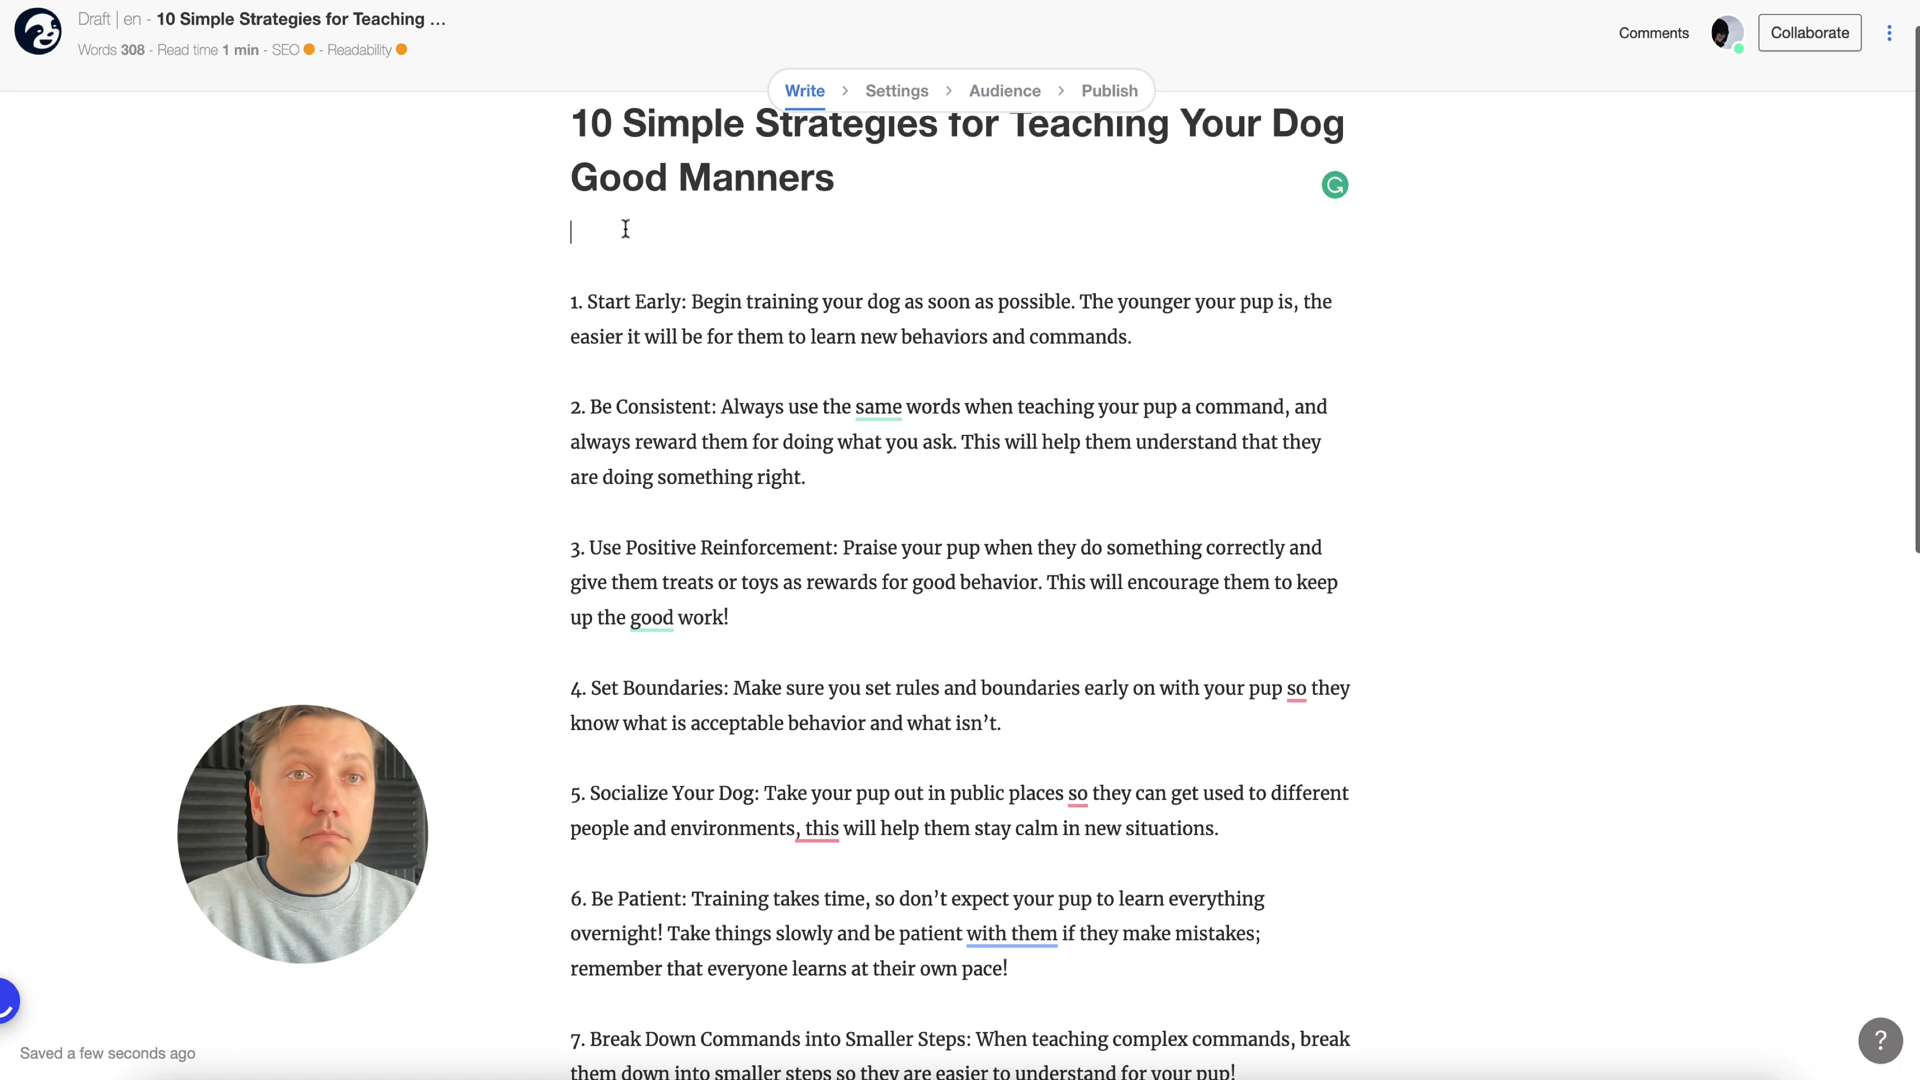 Draft | en - 10 Simple Strategies for Teaching ...
Words 308 - Read time 1 min - SEO - Readability
Comments
Collaborate
Write > Settings > Audience > Publish
10 Simple Strategies for Teaching Your Dog
Good Manners
1. Start Early: Begin training your dog as soon as possible. The younger your pup is, the
easier it will be for them to learn new behaviors and commands.
2. Be Consistent: Always use the same words when teaching your pup a command, and
always reward them for doing what you ask. This will help them understand that they
are doing something right.
3. Use Positive Reinforcement: Praise your pup when they do something correctly and
give them treats or toys as rewards for good behavior. This will encourage them to keep
up the good work!
4. Set Boundaries: Make sure you set rules and boundaries early on with your pup so they
know what is acceptable behavior and what isn’t.
5. Socialize Your Dog: Take your pup out in public places so they can get used to different
people and environments, this will help them stay calm in new situations.
6. Be Patient: Training takes time, so don’t expect your pup to learn everything
overnight! Take things slowly and be patient with them if they make mistakes;
remember that everyone learns at their own pace!
7. Break Down Commands into Smaller Steps: When teaching complex commands, break
them down into smaller steps so they are easier to understand for your pup!
Saved a few seconds ago
?